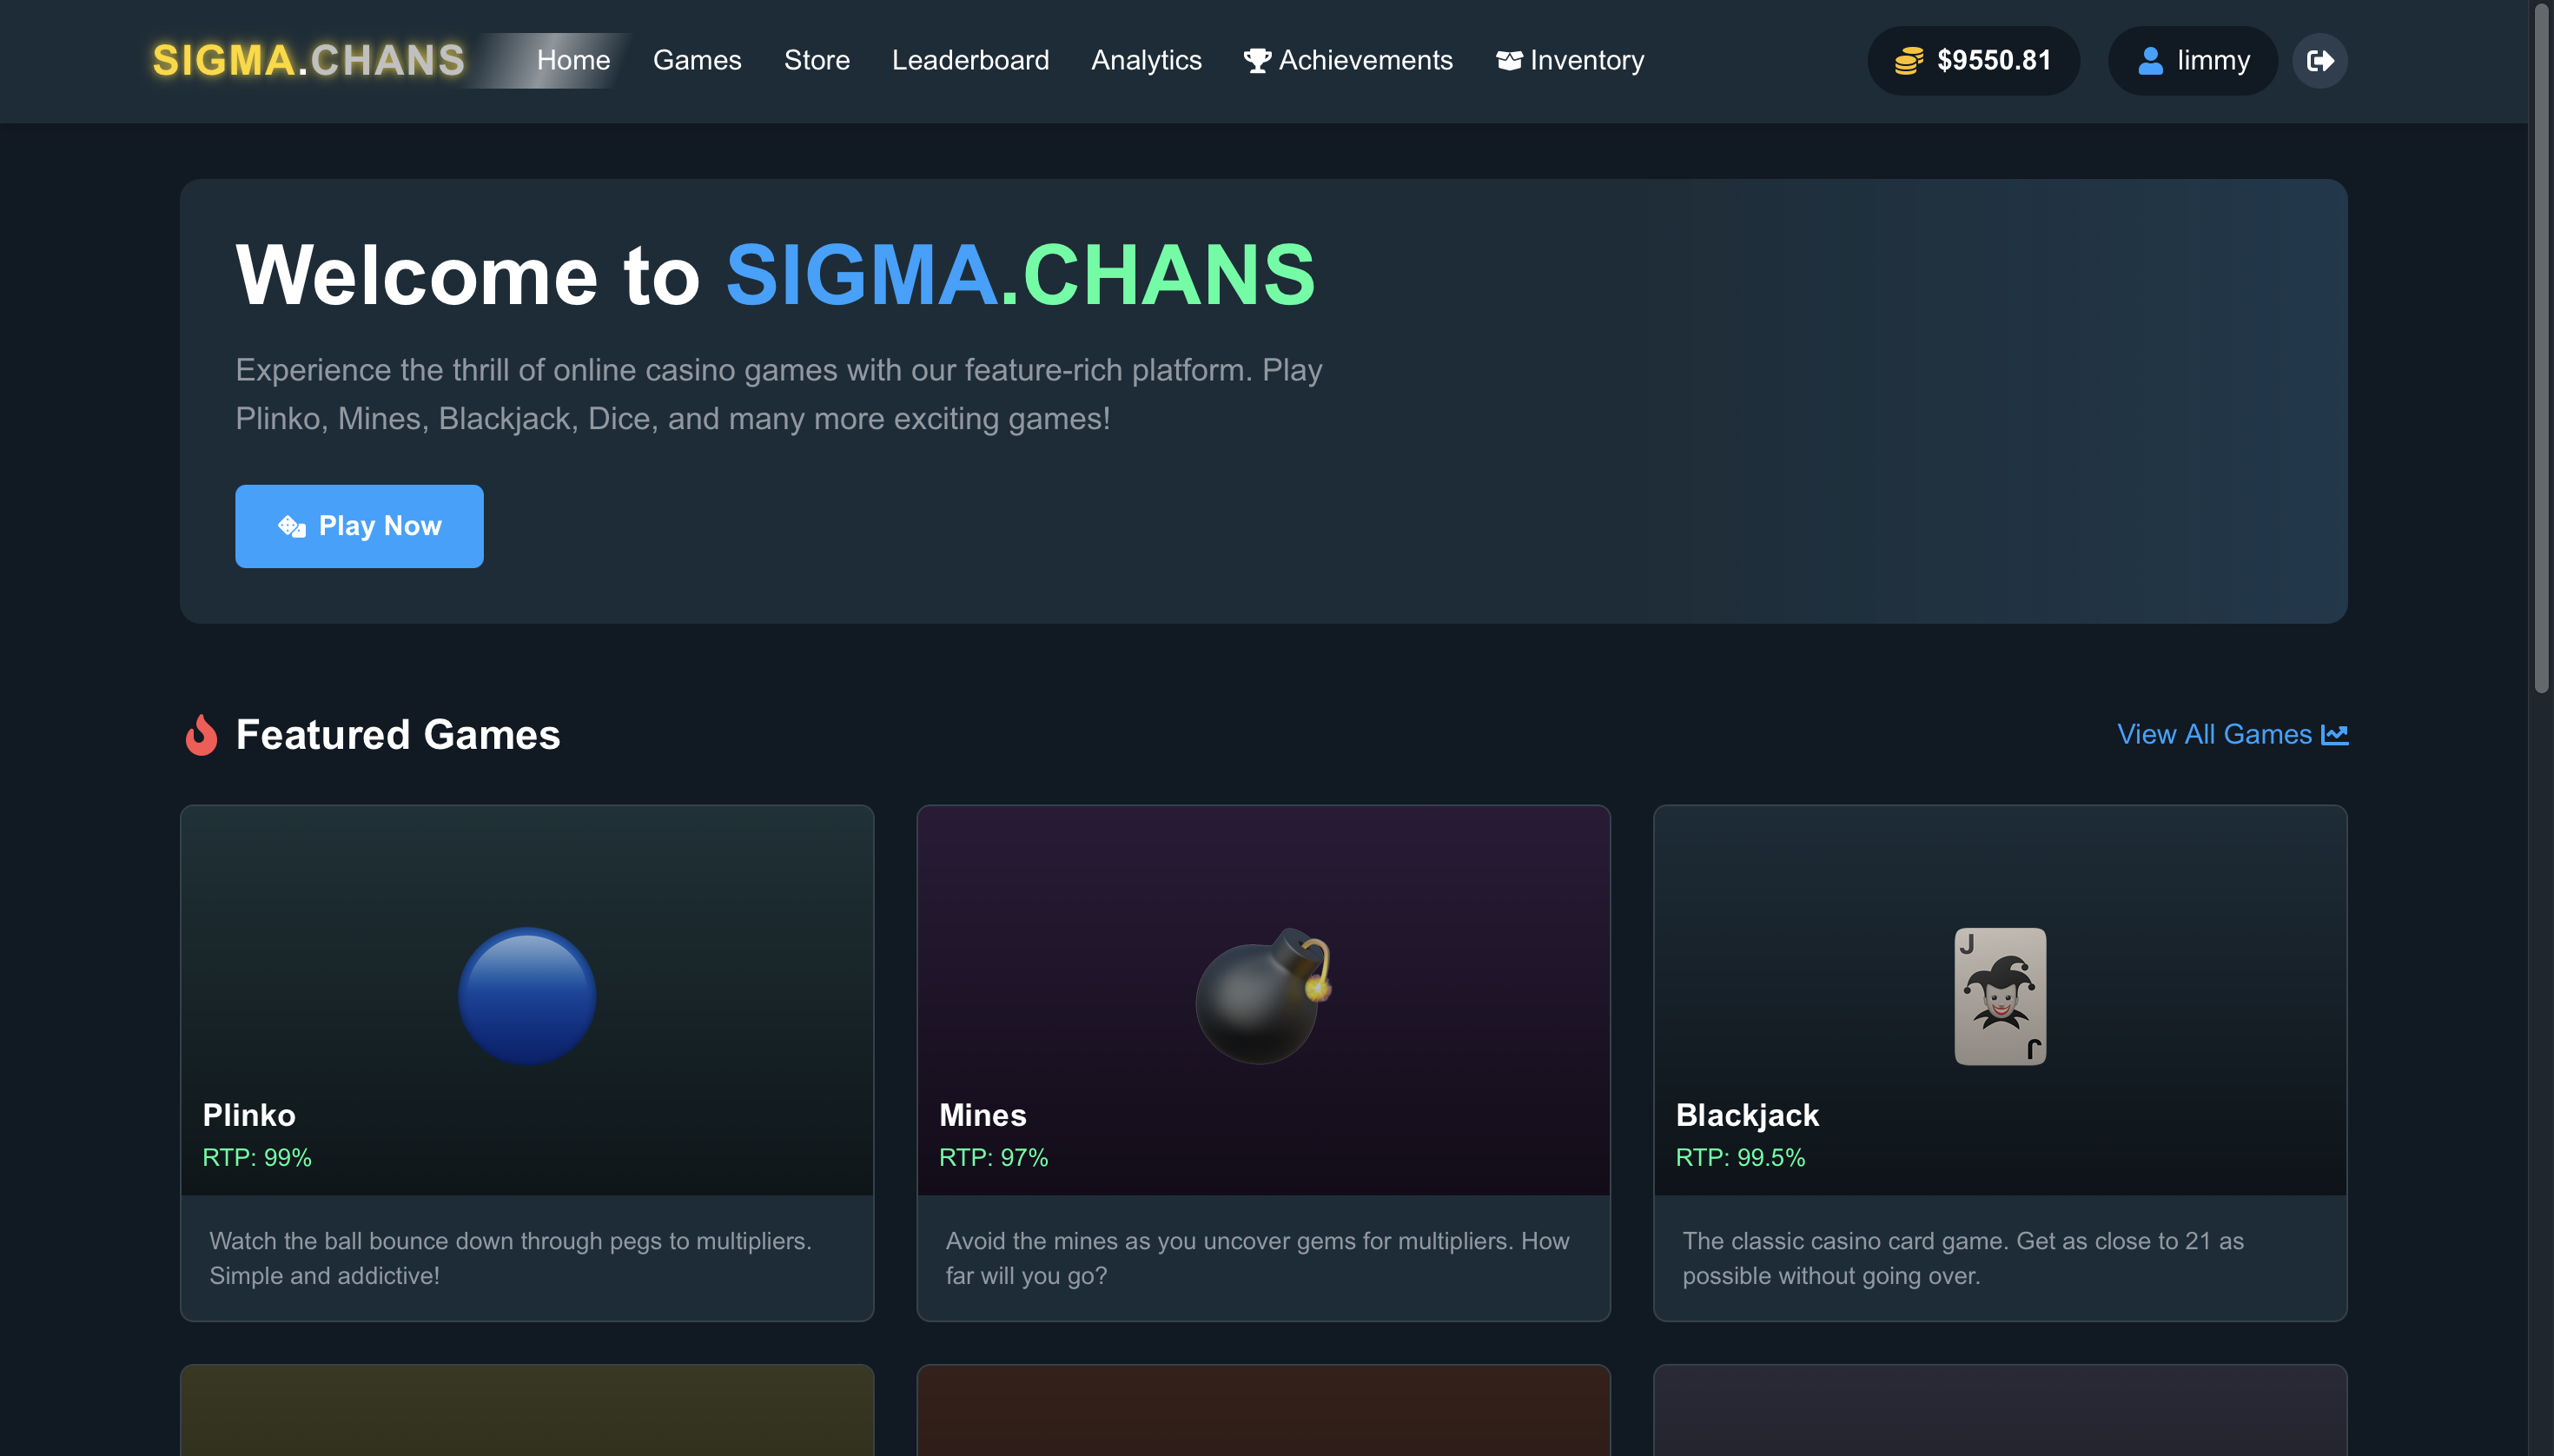 SIGMA.CHANS
Home
Games
Store
Leaderboard
Analytics
Achievements
Inventory
$9550.81
limmy
Welcome to SIGMA.CHANS
Experience the thrill of online casino games with our feature-rich platform. Play
Plinko, Mines, Blackjack, Dice, and many more exciting games!
Play Now
Featured Games
View All Games
Plinko
RTP: 99%
Watch the ball bounce down through pegs to multipliers.
Simple and addictive!
Mines
RTP: 97%
Avoid the mines as you uncover gems for multipliers. How
far will you go?
J
J
Blackjack
RTP: 99.5%
The classic casino card game. Get as close to 21 as
possible without going over.